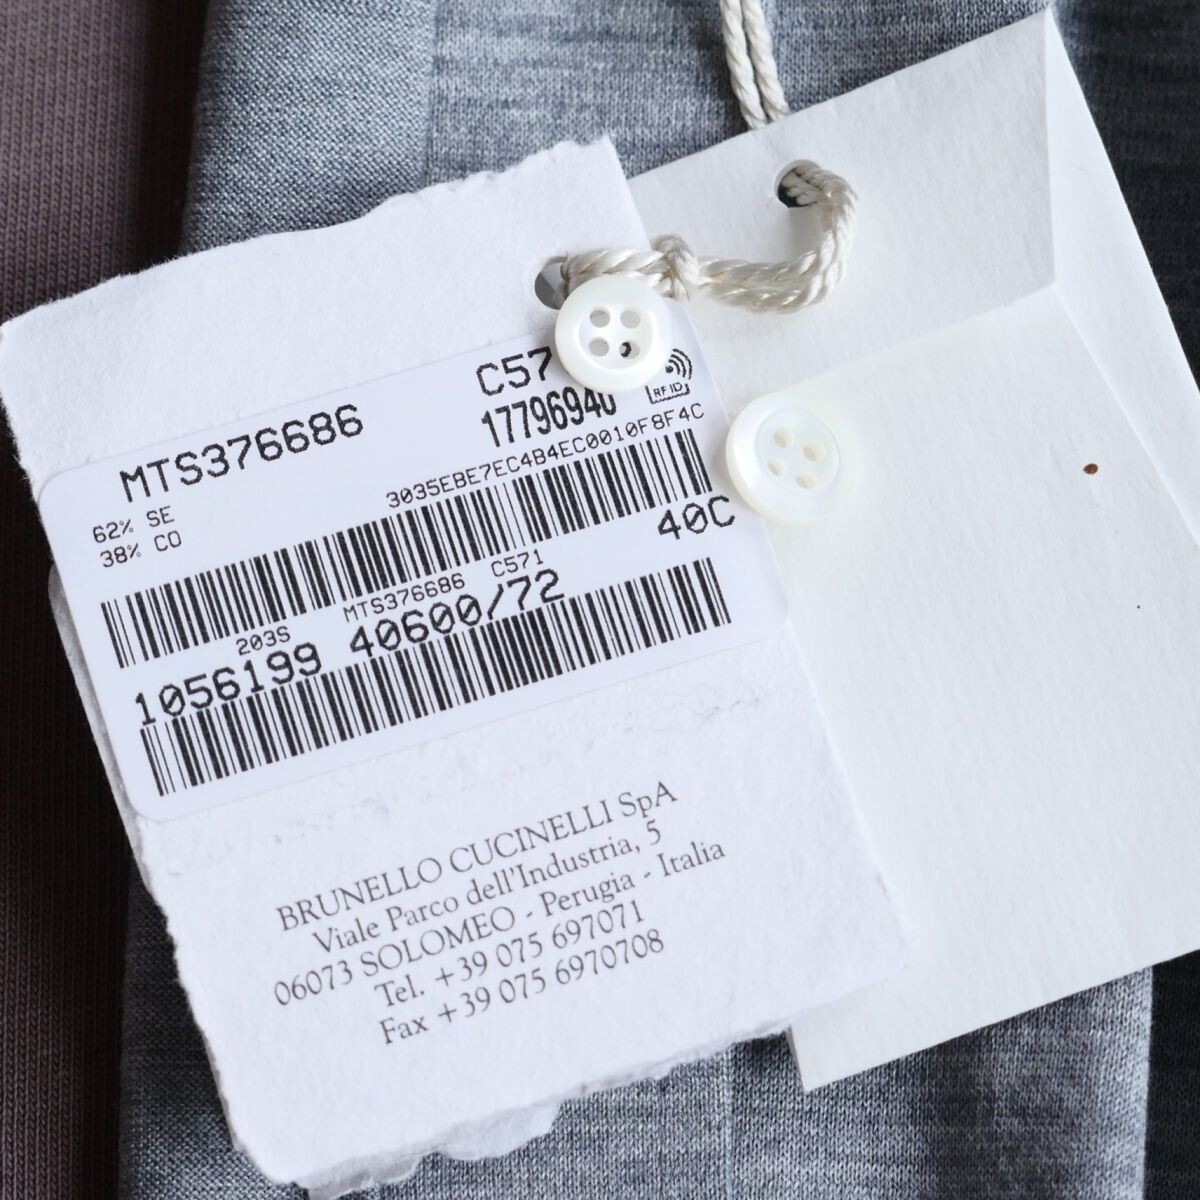 C57
17796940
RFID
MTS376686
3035EBE7EC4B4EC0010F8F4C
62% SE
38% CO
40C
MTS376686 C571
203S
1056199 40600/72
BRUNELLO CUCINELLI SpA
Viale Parco dell'Industria, 5
06073 SOLOMEO - Perugia - Italia
Tel. +39 075 697071
Fax +39 075 6970708